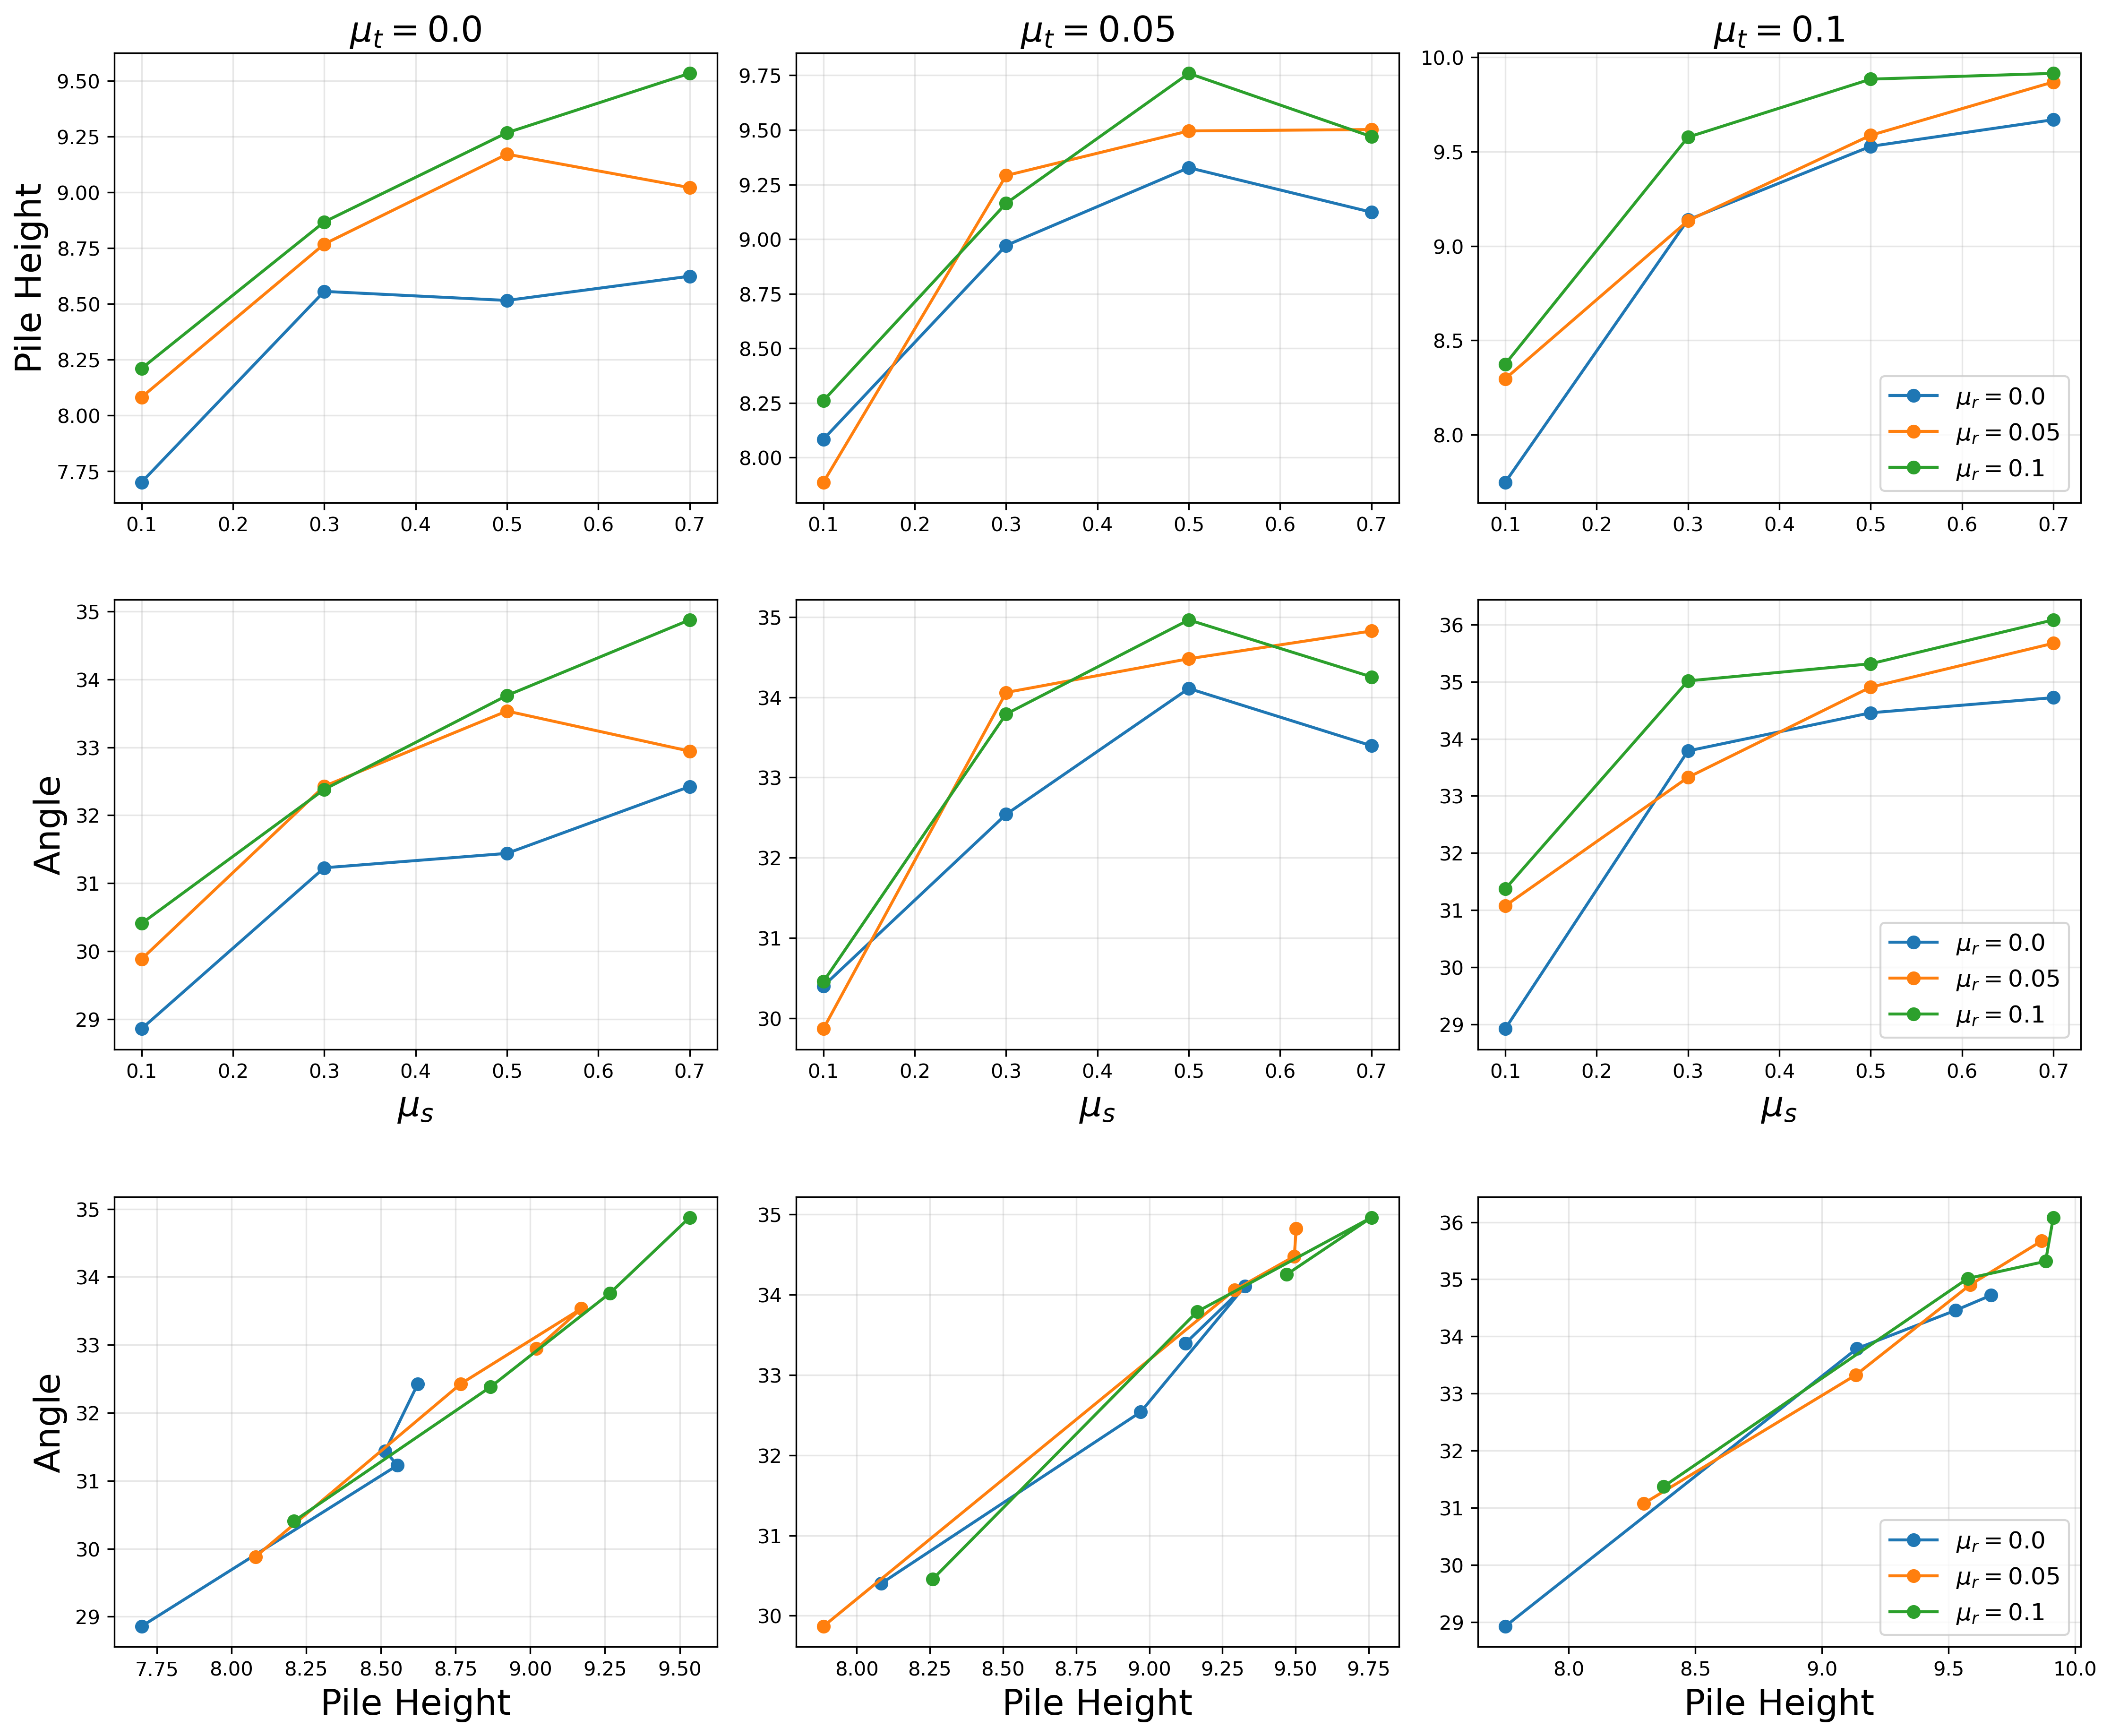 μt = 0.0
μt = 0.05
μt = 0.1
Pile Height
9.50
9.25
9.00
8.75
8.50
8.25
8.00
7.75
0.1 0.2 0.3 0.4 0.5 0.6 0.7
9.75
9.50
9.25
9.00
8.75
8.50
8.25
8.00
0.1 0.2 0.3 0.4 0.5 0.6 0.7
10.0
9.5
9.0
8.5
8.0
μr = 0.0
μr = 0.05
μr = 0.1
0.1 0.2 0.3 0.4 0.5 0.6 0.7
Angle
35
34
33
32
31
30
29
0.1 0.2 0.3 0.4 0.5 0.6 0.7
μs
35
34
33
32
31
30
0.1 0.2 0.3 0.4 0.5 0.6 0.7
μs
36
35
34
33
32
31
30
29
μr = 0.0
μr = 0.05
μr = 0.1
0.1 0.2 0.3 0.4 0.5 0.6 0.7
μs
Angle
35
34
33
32
31
30
29
7.75 8.00 8.25 8.50 8.75 9.00 9.25 9.50
Pile Height
35
34
33
32
31
30
8.00 8.25 8.50 8.75 9.00 9.25 9.50 9.75
Pile Height
36
35
34
33
32
31
30
29
μr = 0.0
μr = 0.05
μr = 0.1
8.0 8.5 9.0 9.5 10.0
Pile Height